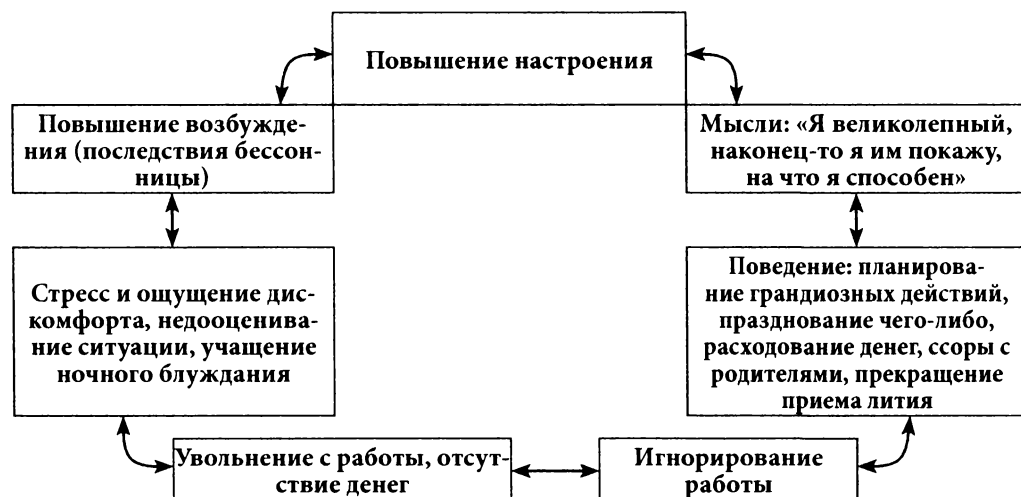 Повышение настроения
Повышение возбужде-
ния (последствия бессон-
ницы)
Мысли: «Я великолепный,
наконец-то я им покажу,
на что я способен»
Стресс и ощущение дис-
комфорта, недооценива-
ние ситуации, учащение
ночного блуждания
Поведение: планирова-
ние грандиозных действий,
празднование чего-либо,
расходование денег, ссоры с
родителями, прекращение
приема лития
Увольнение с работы, отсут-
ствие денег
Игнорирование
работы